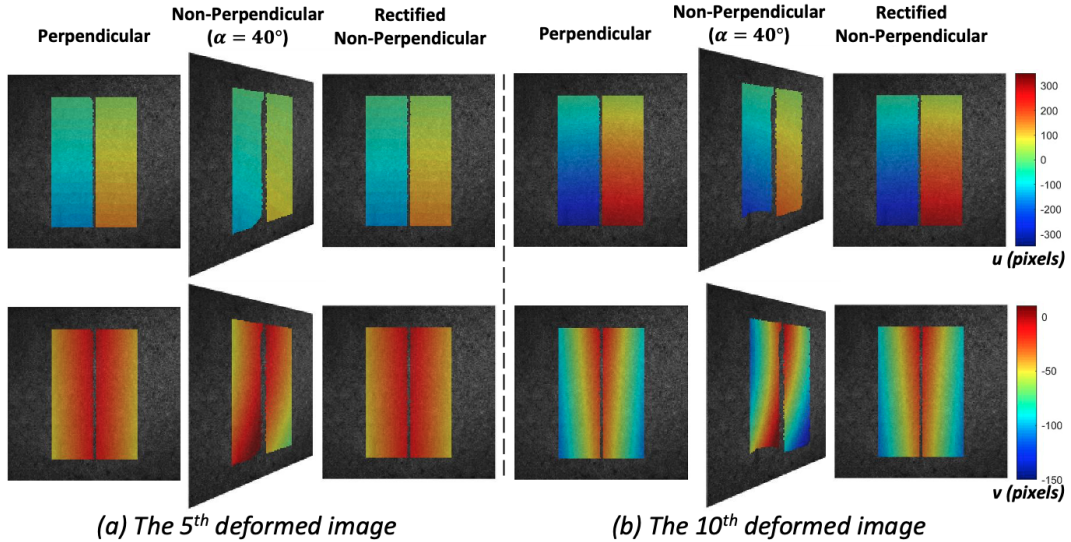 Perpendicular
Non-Perpendicular
(α = 40°)
Rectified
Non-Perpendicular
Perpendicular
Non-Perpendicular
(α = 40°)
Rectified
Non-Perpendicular
300
200
100
0
-100
-200
-300
u (pixels)
0
-50
-100
-150
v (pixels)
(a) The 5th deformed image
(b) The 10th deformed image